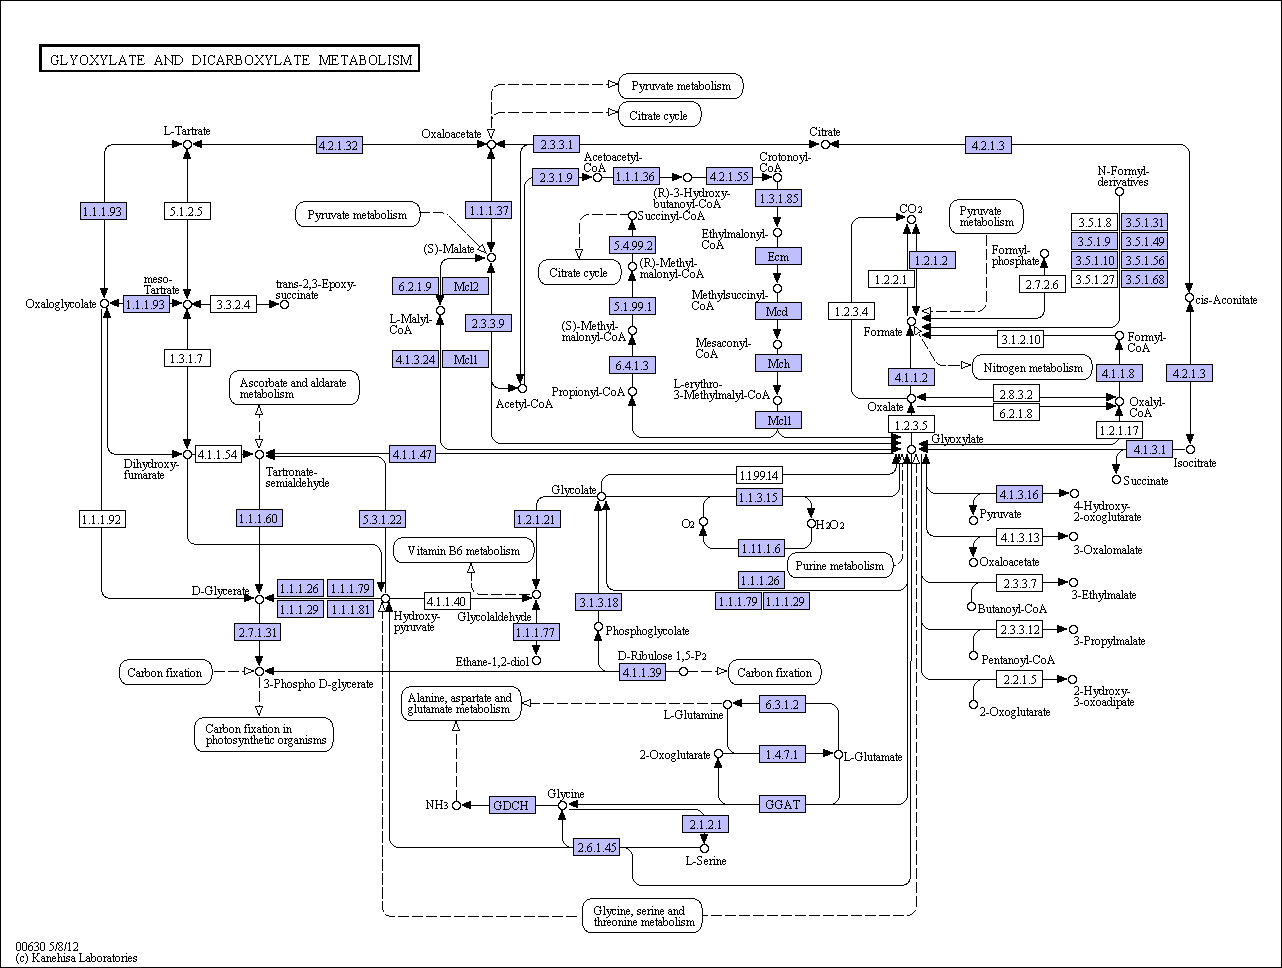 GLYOXYLATE AND DICARBOXYLATE METABOLISM
Pyruvate metabolism
Citrate cycle
L-Tartrate
4.2.1.32
Oxaloacetate
2.3.3.1
Citrate
4.2.1.3
Acetoacetyl-
CoA
2.3.1.9
1.1.1.36
4.2.1.55
Crotonoyl-
CoA
(R)-3-Hydroxy-
butanoyl-CoA
1.3.1.85
N-Formyl-
derivatives
1.1.1.93
5.1.2.5
Pyruvate metabolism
1.1.1.37
Succinyl-CoA
CO2
Pyruvate
metabolism
3.5.1.8
3.5.1.31
3.5.1.9
3.5.1.49
3.5.1.10
3.5.1.56
3.5.1.27
3.5.1.68
(S)-Malate
5.4.99.2
Ethylmalonyl-
CoA
Ecm
Citrate cycle
(R)-Methyl-
malonyl-CoA
1.2.1.2
1.2.2.1
Formyl-
phosphate
2.7.2.6
meso-
Tartrate
trans-2,3-Epoxy-
succinate
6.2.1.9
Mcl2
Oxaloglycolate
1.1.1.93
3.3.2.4
5.1.99.1
Methylsuccinyl-
CoA
Mcd
1.2.3.4
cis-Aconitate
L-Malyl-
CoA
2.3.3.9
(S)-Methyl-
malonyl-CoA
Formate
3.1.2.10
Formyl-
CoA
1.3.1.7
4.1.3.24
Mcl1
6.4.1.3
Mesaconyl-
CoA
Mch
Nitrogen metabolism
4.1.1.2
4.1.1.8
4.2.1.3
Ascorbate and aldarate
metabolism
Acetyl-CoA
Propionyl-CoA
L-erythro-
3-Methylmalyl-CoA
Mcl1
Oxalate
2.8.3.2
6.2.1.8
Oxalyl-
CoA
1.2.3.5
1.2.1.17
Glyoxylate
4.1.3.1
Isocitrate
Succinate
Dihydroxy-
fumarate
4.1.1.54
Tartronate-
semialdehyde
4.1.1.47
1.1.99.14
Glycolate
1.1.3.15
4.1.3.16
Pyruvate
4-Hydroxy-
2-oxoglutarate
1.1.1.92
1.1.1.60
5.3.1.22
1.2.1.21
O2
H2O2
1.11.1.6
4.1.3.13
Oxaloacetate
3-Oxalomalate
Vitamin B6 metabolism
Purine metabolism
D-Glycerate
1.1.1.26
1.1.1.79
1.1.1.29
1.1.1.81
Hydroxy-
pyruvate
4.1.1.40
Glycolaldehyde
3.1.3.18
1.1.1.26
1.1.1.79
1.1.1.29
2.3.3.7
Butanoyl-CoA
3-Ethylmalate
2.7.1.31
1.1.1.77
Phosphoglycolate
2.3.3.12
Pentanoyl-CoA
3-Propylmalate
Ethane-1,2-diol
D-Ribulose 1,5-P2
Carbon fixation
3-Phospho D-glycerate
4.1.1.39
Carbon fixation
2.2.1.5
2-Oxoglutarate
2-Hydroxy-
3-oxoadipate
Carbon fixation in
photosynthetic organisms
Alanine, aspartate and
glutamate metabolism
L-Glutamine
6.3.1.2
2-Oxoglutarate
1.4.7.1
L-Glutamate
NH3
GDCH
Glycine
GGAT
2.1.2.1
2.6.1.45
L-Serine
Glycine, serine and
threonine metabolism
00630 5/8/12
(c) Kanehisa Laboratories